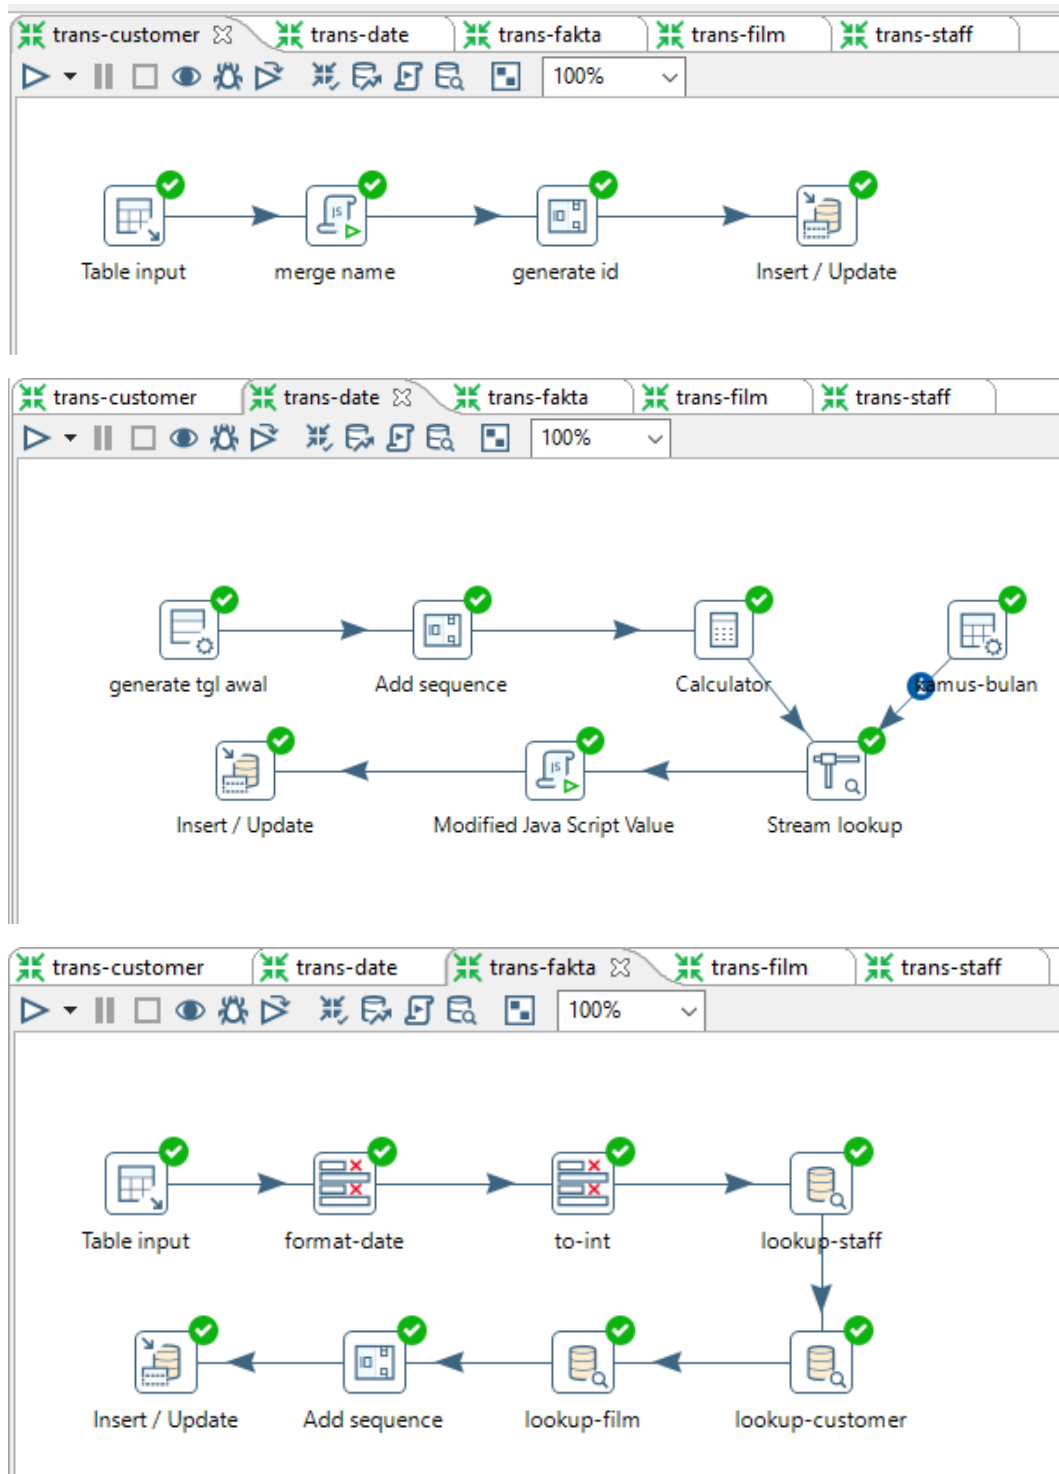 trans-customer trans-date trans-fakta trans-film trans-staff
100%
Table input merge name generate id Insert / Update
trans-customer trans-date trans-fakta trans-film trans-staff
100%
generate tgl awal Add sequence Calculator kamus-bulan
Insert / Update Modified Java Script Value Stream lookup
trans-customer trans-date trans-fakta trans-film trans-staff
100%
Table input format-date to-int lookup-staff
Insert / Update Add sequence lookup-film lookup-customer